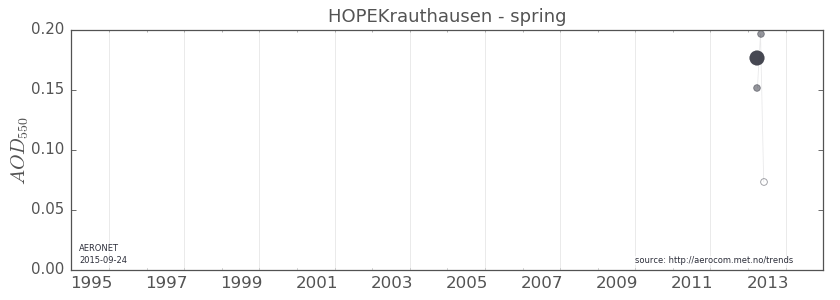 HOPEKrauthausen - spring
0.20
0.15
0.10
0.05
0.00
AOD550
AERONET
2015-09-24
source: http://aerocom.met.no/trends
1995 1997 1999 2001 2003 2005 2007 2009 2011 2013